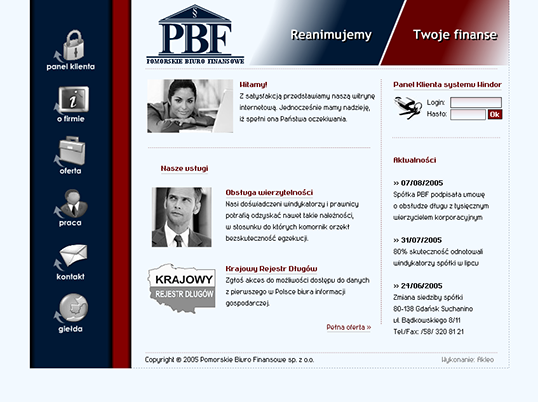 panel klienta
o firmie
oferta
praca
kontakt
giełda
PBF
POMORSKIE BIURO FINANSOWE
Reanimujemy
Twoje finanse
Witamy!
Z satysfakcją przedstawiamy naszą witrynę
internetową. Jednocześnie mamy nadzieję,
iż spełni ona Państwa oczekiwania.
Nasze usługi
Obsługa wierzytelności
Nasi doświadczeni windykatorzy i prawnicy
potrafią odzyskać nawet takie należności,
w stosunku do których komornik orzekł
bezskuteczność egzekucji.
KRAJOWY
REJESTR DŁUGÓW
Krajowy Rejestr Długów
Zgłoś akces do możliwości dostępu do danych
z pierwszego w Polsce biura informacji
gospodarczej.
Pełna oferta »
Panel Klienta systemu Windor
Login:
Hasło:
Ok
Aktualności
» 07/08/2005
Spółka PBF podpisała umowę
o obsłudze długu z tysięcznym
wierzycielem korporacyjnym
» 31/07/2005
80% skuteczność odnotowali
windykatorzy spółki w lipcu
» 21/06/2005
Zmiana siedziby spółki
80-138 Gdańsk Suchanino
ul. Bądkowskiego 8/11
Tel/Fax: /58/ 320 81 21
Copyright © 2005 Pomorskie Biuro Finansowe sp. z o.o.
Wykonanie: Akleo